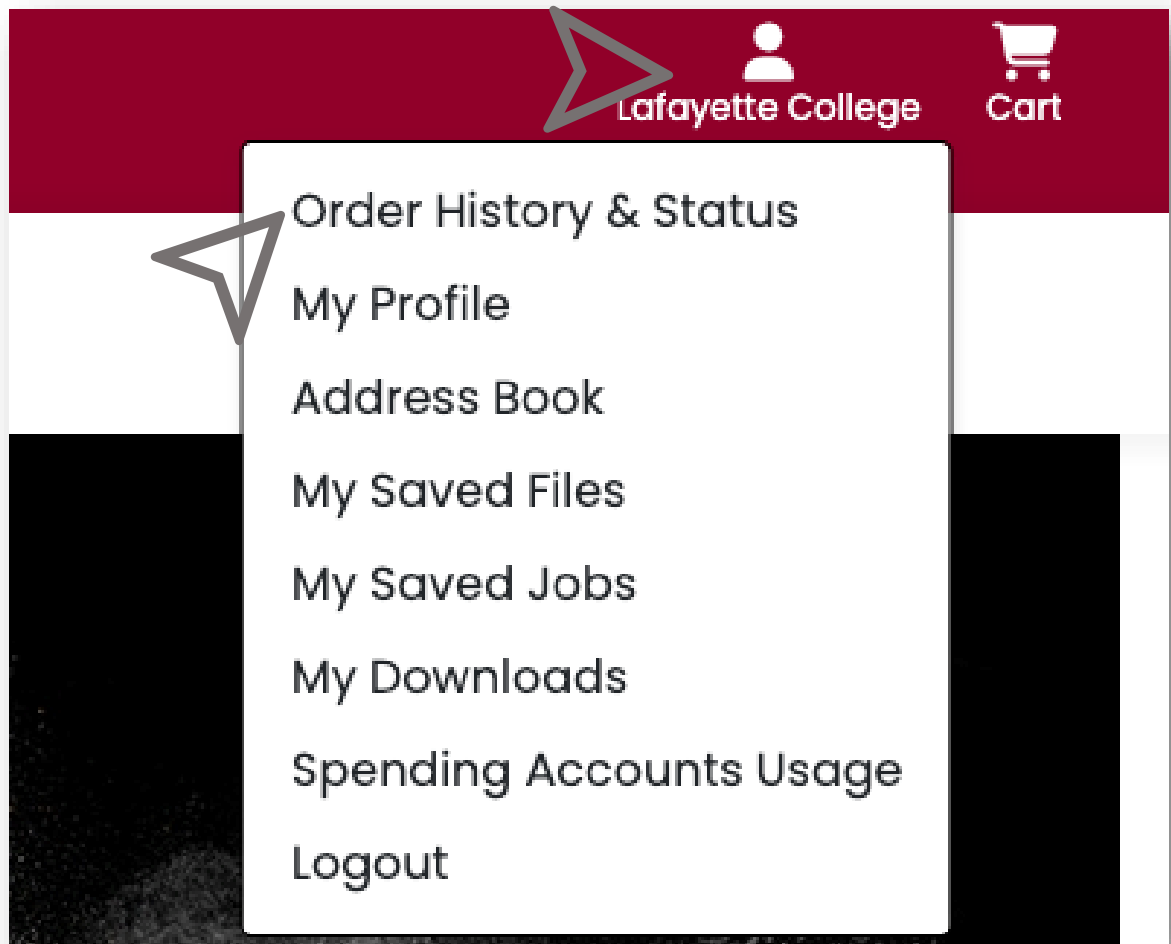 Lafayette College
Cart
Order History & Status
My Profile
Address Book
My Saved Files
My Saved Jobs
My Downloads
Spending Accounts Usage
Logout